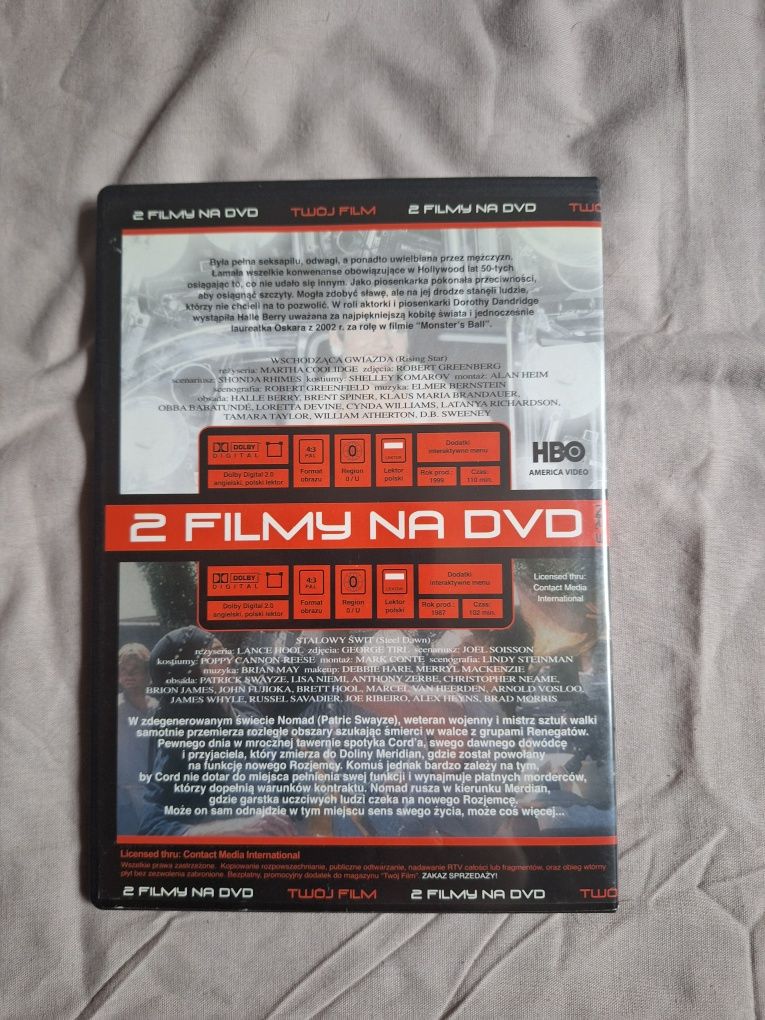 2 FILMY NA DVD TWÓJ FILM 2 FILMY NA DVD
Była pełna seksapilu, odwagi, a ponadto uwielbiana przez mężczyzn.
Łamała wszelkie konwenanse obowiązujące w Hollywood lat 50-tych
osiągając to, co nie udało się innym. Jako piosenkarka pokonała przeciwności,
aby osiągnąć szczyty. Mogła zdobyć sławę, ale na jej drodze stanęli ludzie,
którzy nie chcieli na to pozwolić. W roli aktorki i piosenkarki Dorothy Dandridge
wystąpiła Halle Berry uważana za najpiękniejszą kobitę świata i jednocześnie
laureatka Oskara z 2002 r. za rolę w filmie "Monster's Ball".
WSCHODZĄCA GWIAZDA (Rising Star)
reżyseria: MARTHA COOLIDGE zdjęcia: ROBERT GREENBERG
scenariusz: SHONDA RHIMES kostiumy: SHELLEY KOMAROV montaż: ALAN HEIM
scenografia: ROBERT GREENFIELD muzyka: ELMER BERNSTEIN
obsada: HALLE BERRY, BRENT SPINER, KLAUS MARIA BRANDAUER,
OBBA BABATUNDÉ, LORETTA DEVINE, CYNDA WILLIAMS, LATANYA RICHARDSON,
TAMARA TAYLOR, WILLIAM ATHERTON, D.B. SWEENEY
DOLBY
DIGITAL
Dolby Digital 2.0
angielski, polski lektor
4:3
PAL
Format
obrazu
0
Region
0 / U
LEKTOR
Lektor
polski
Dodatki
interaktywne menu
Rok prod.:
1999
Czas:
110 min.
HBO
AMERICA VIDEO
2 FILMY NA DVD
DOLBY
DIGITAL
Dolby Digital 2.0
angielski, polski lektor
4:3
PAL
Format
obrazu
0
Region
0 / U
LEKTOR
Lektor
polski
Dodatki
interaktywne menu
Rok prod.:
1987
Czas:
102 min.
Licensed thru:
Contact Media
International
STALOWY ŚWIT (Steel Dawn)
reżyseria: LANCE HOOL zdjęcia: GEORGE TIRL scenariusz: JOEL SOISSON
kostiumy: POPPY CANNON-REESE montaż: MARK CONTE scenografia: LINDY STEINMAN
muzyka: BRIAN MAY makeup: DEBBIE HARE, MERRYL MACKENZIE
obsada: PATRICK SWAYZE, LISA NIEMI, ANTHONY ZERBE, CHRISTOPHER NEAME,
BRION JAMES, JOHN FUJIOKA, BRETT HOOL, MARCEL VAN HEERDEN, ARNOLD VOSLOO,
JAMES WHYLE, RUSSEL SAVADIER, JOE RIBEIRO, ALEX HEYNS, BRAD MORRIS
W zdegenerowanym świecie Nomad (Patric Swayze), weteran wojenny i mistrz sztuk walki
samotnie przemierza rozległe obszary szukając śmierci w walce z grupami Renegatów.
Pewnego dnia w mrocznej tawernie spotyka Cord'a, swego dawnego dowódcę
i przyjaciela, który zmierza do Doliny Meridian, gdzie został powołany
na funkcję nowego Rozjemcy. Komuś jednak bardzo zależy na tym,
by Cord nie dotar do miejsca pełnienia swej funkcji i wynajmuje płatnych morderców,
którzy dopełnią warunków kontraktu. Nomad rusza w kierunku Merdian,
gdzie garstka uczciwych ludzi czeka na nowego Rozjemcę.
Może on sam odnajdzie w tym miejscu sens swego życia, może coś więcej...
Licensed thru: Contact Media International
Wszelkie prawa zastrzeżone. Kopiowanie rozpowszechnianie, publiczne odtwarzanie, nadawanie RTV całości lub fragmentów, oraz obieg wtórny
płyt bez zezwolenia zabronione. Bezpłatny, promocyjny dodatek do magazynu "Twój Film". ZAKAZ SPRZEDAŻY!
2 FILMY NA DVD TWÓJ FILM 2 FILMY NA DVD